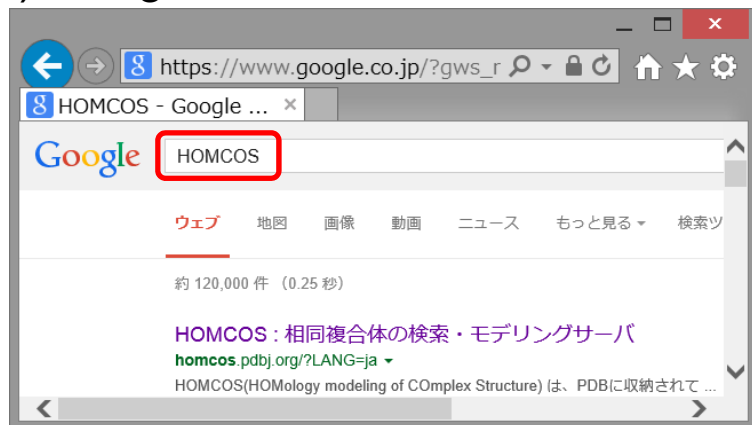 https://www.google.co.jp/?gws_r
HOMCOS - Google ...
Google HOMCOS
ウェブ 地図 画像 動画 ニュース もっと見る 検索ツ
約 120,000 件 （0.25 秒）
HOMCOS : 相同複合体の検索・モデリングサーバ
homcos.pdbj.org/?LANG=ja
HOMCOS(HOMology modeling of COmplex Structure) は、PDBに収納されて ...